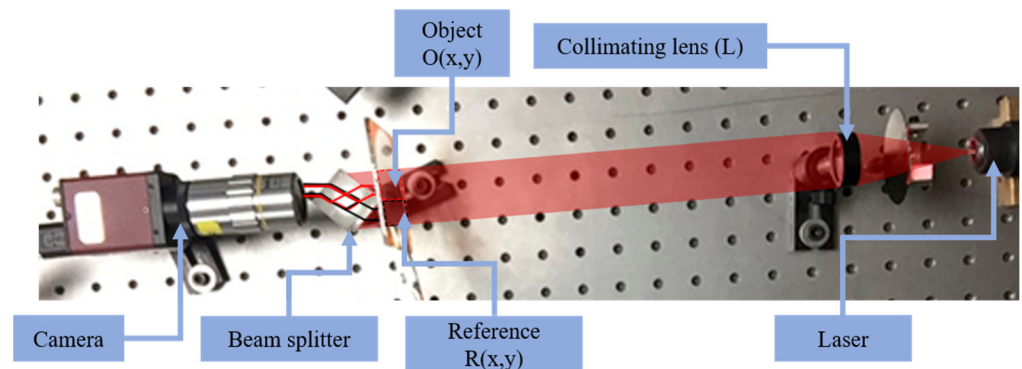 Object
O(x,y)
Collimating lens (L)
Camera
Beam splitter
Reference
R(x,y)
Laser